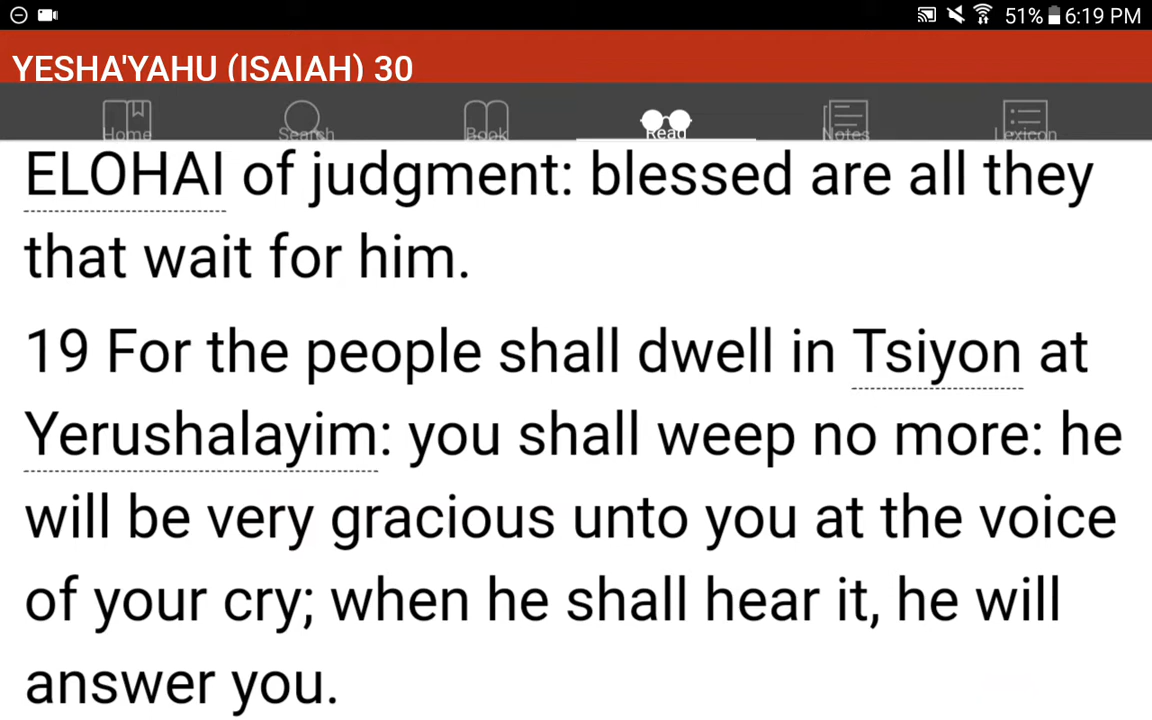 51% 6:19 PM
YESHA'YAHU (ISAIAH) 30
Home Search Book Read Notes Lexicon
ELOHAI of judgment: blessed are all they
that wait for him.
19 For the people shall dwell in Tsiyon at
Yerushalayim: you shall weep no more: he
will be very gracious unto you at the voice
of your cry; when he shall hear it, he will
answer you.